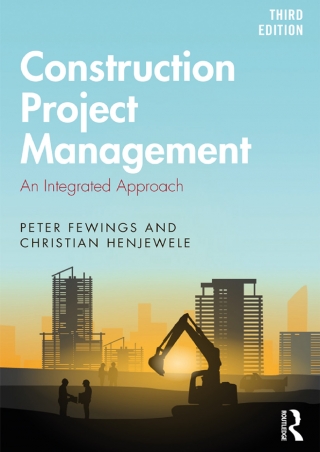 THIRD
EDITION
Construction
Project
Management
An Integrated Approach
PETER FEWINGS AND
CHRISTIAN HENJEWELE
ROUTLEDGE